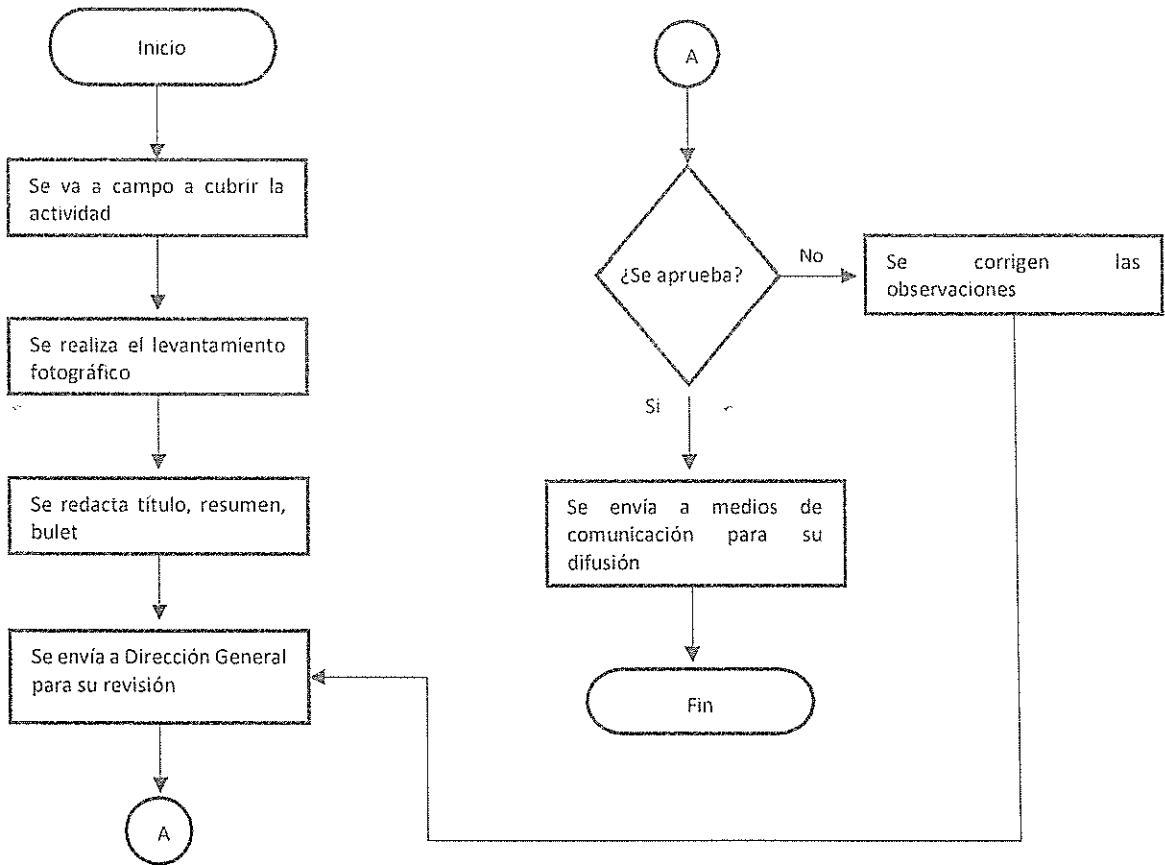 Inicio
Se va a campo a cubrir la
actividad
Se realiza el levantamiento
fotográfico
Se redacta título, resumen,
bulet
Se envía a Dirección General
para su revisión
A
A
¿Se aprueba?
No
Se corrigen las
observaciones
Si
Se envía a medios de
comunicación para su
difusión
Fin